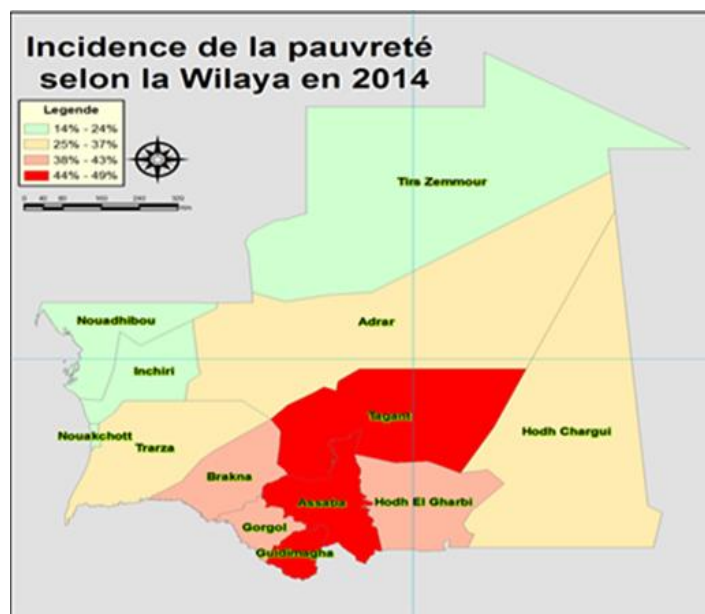 Incidence de la pauvreté
selon la Wilaya en 2014
Legende
14% - 24%
25% - 37%
38% - 43%
44% - 49%
Tirs Zemmour
Nouadhibou
Adrar
Inchiri
Tagant
Nouakchott
Trarza
Hodh Chargui
Brakna
Assaba
Hodh El Gharbi
Gorgol
Guidimagha